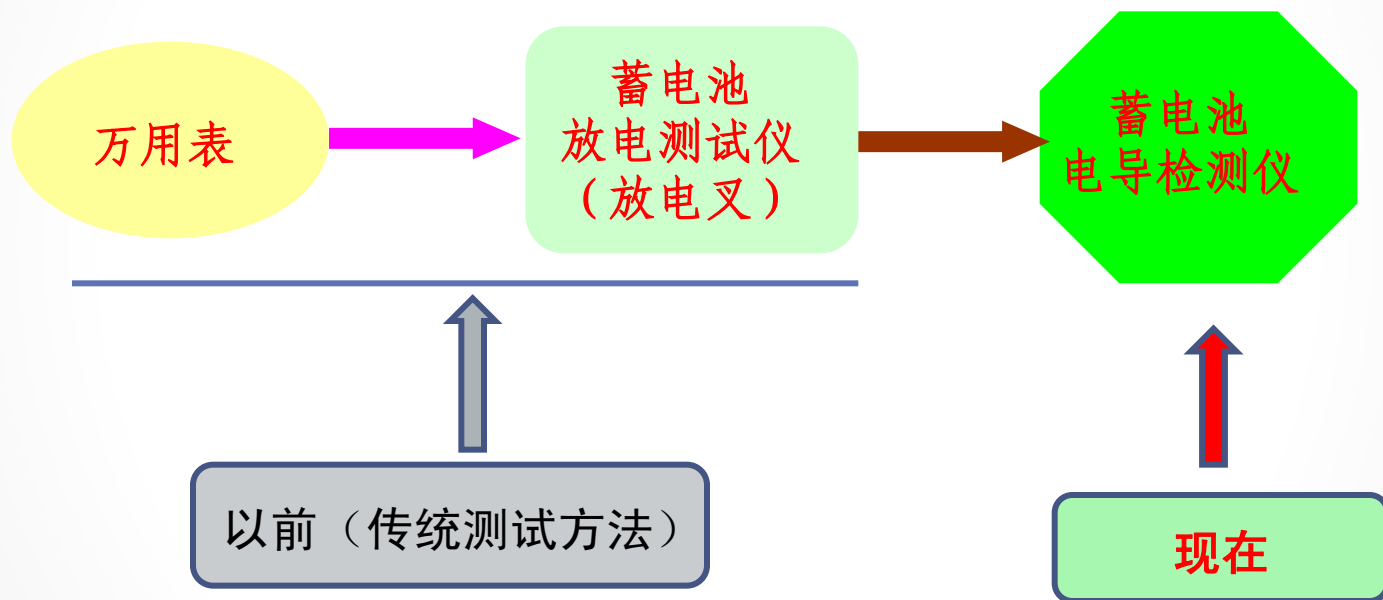 万用表
蓄电池
放电测试仪
（放电叉）
蓄电池
电导检测仪
以前（传统测试方法）
现在